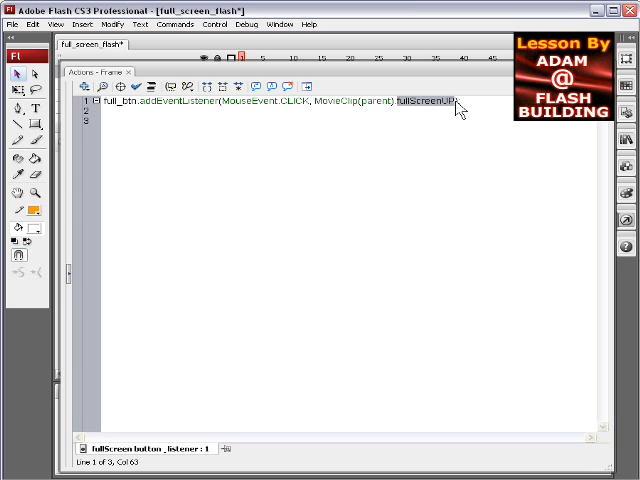 Adobe Flash CS3 Professional - [full_screen_flash*]
File Edit View Insert Modify Text Commands Control Debug Window Help
Fl
full_screen_flash*
1 5 10 15 20 25 30 35 40 45
Actions - Frame
1 full_btn.addEventListener(MouseEvent.CLICK, MovieClip(parent).fullScreenUP
2
3
Lesson By
ADAM
@
FLASH
BUILDING
fullScreen button _listener : 1
Line 1 of 3, Col 63